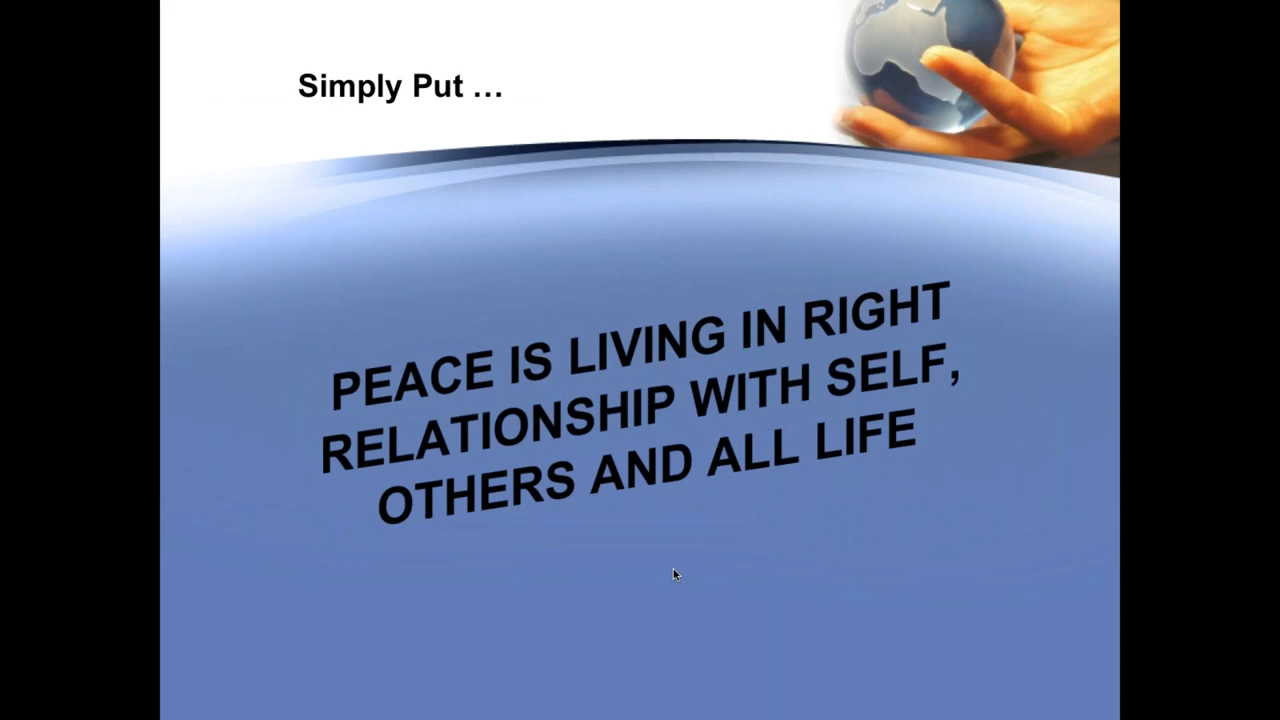 Simply Put …
PEACE IS LIVING IN RIGHT
RELATIONSHIP WITH SELF,
OTHERS AND ALL LIFE